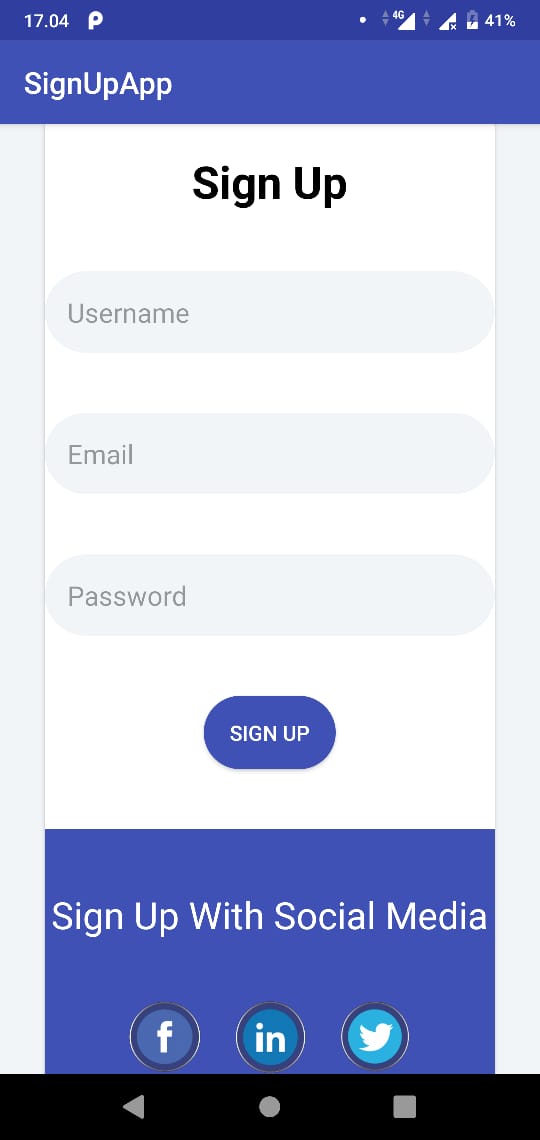 17.04 4G 41%
SignUpApp
Sign Up
Username
Email
Password
SIGN UP
Sign Up With Social Media
f in